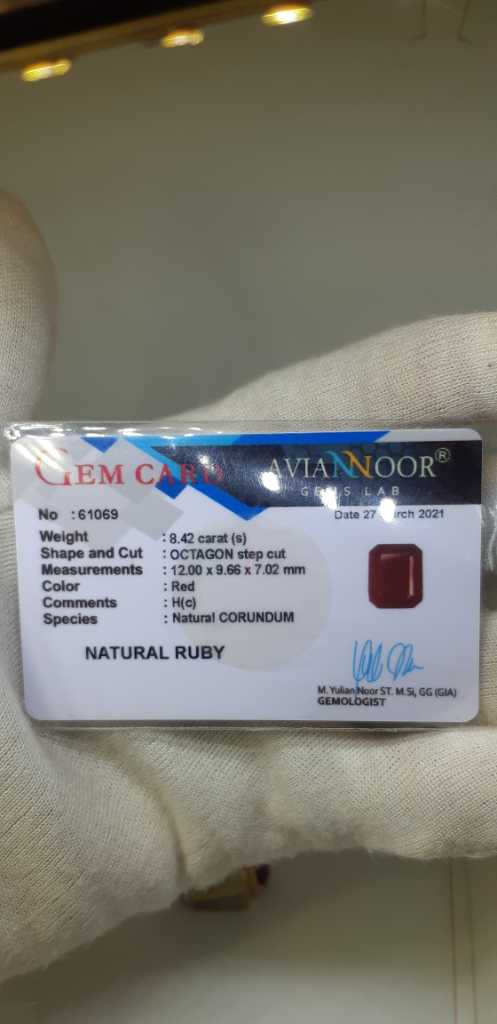 GEM CARD
AVIANNOOR®
GEMS LAB
No : 61069
Date 27 March 2021
Weight : 8.42 carat (s)
Shape and Cut : OCTAGON step cut
Measurements : 12.00 x 9.66 x 7.02 mm
Color : Red
Comments : H(c)
Species : Natural CORUNDUM
NATURAL RUBY
M. Yulian Noor ST. M.Si, GG (GIA)
GEMOLOGIST